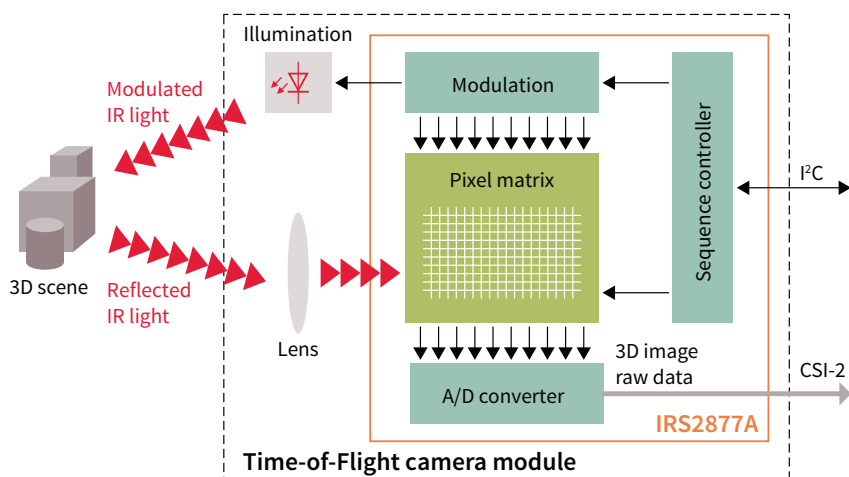 Illumination
Modulated
IR light
Modulation
Sequence controller
I²C
Pixel matrix
3D scene
Reflected
IR light
Lens
3D image
raw data
CSI-2
A/D converter
IRS2877A
Time-of-Flight camera module